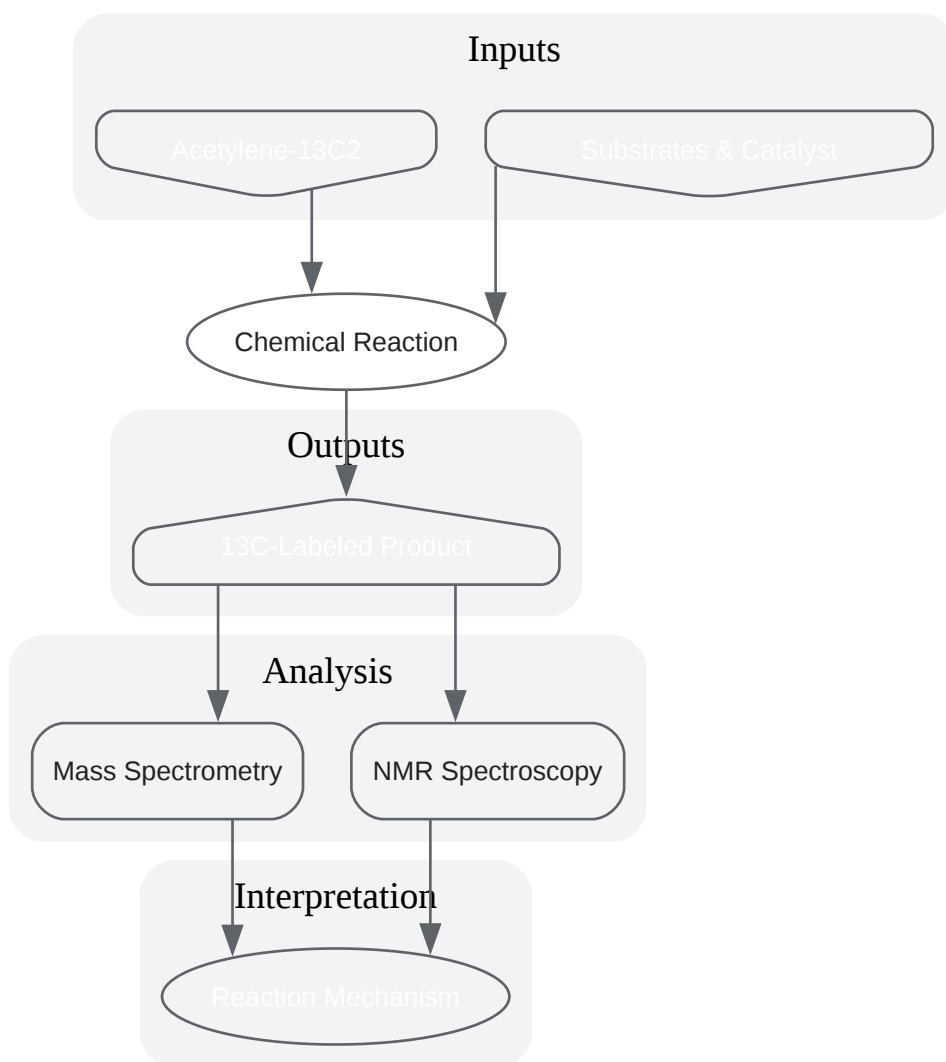 Inputs
Acetylene-13C2
Substrates & Catalyst
Chemical Reaction
Outputs
13C-Labeled Product
Analysis
Mass Spectrometry
NMR Spectroscopy
Interpretation
Reaction Mechanism